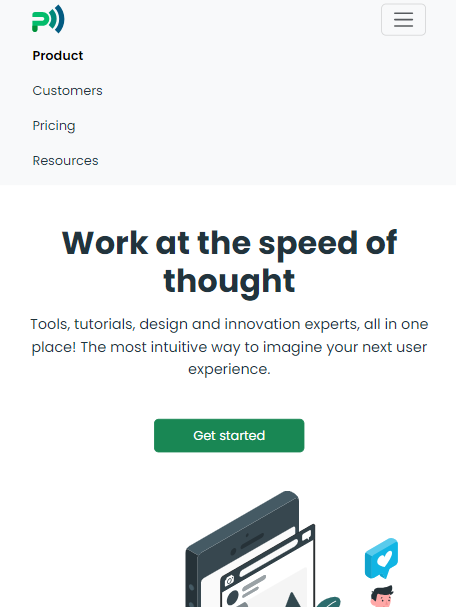 Product
Customers
Pricing
Resources
Work at the speed of
thought
Tools, tutorials, design and innovation experts, all in one
place! The most intuitive way to imagine your next user
experience.
Get started